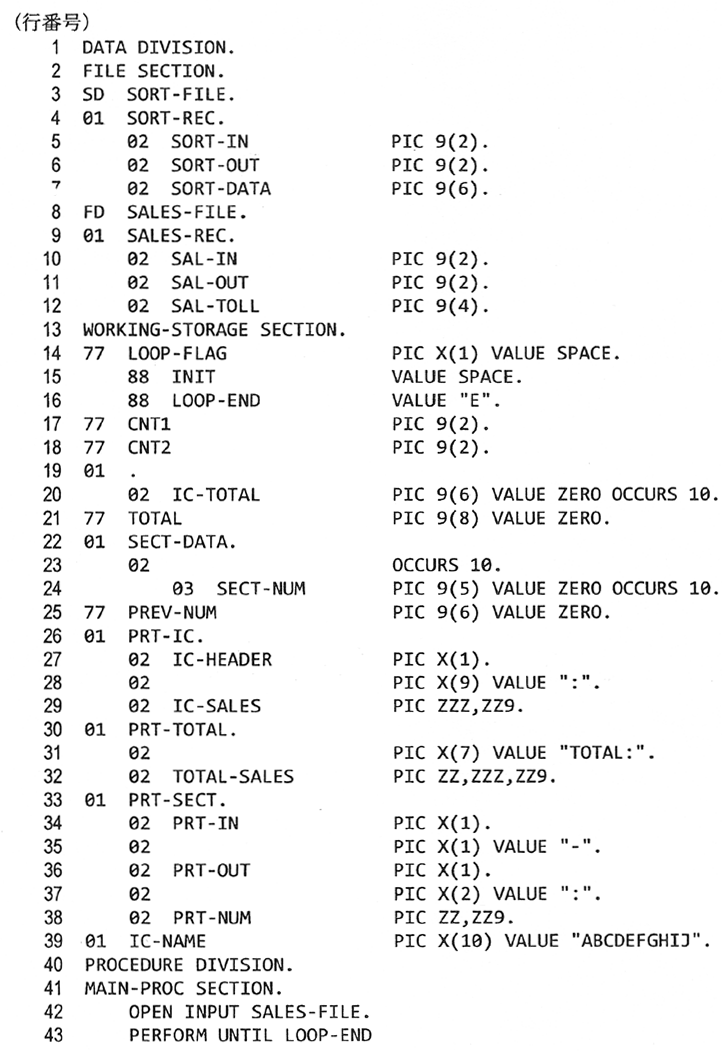 (行番号)
1 DATA DIVISION.
2 FILE SECTION.
3 SD SORT-FILE.
4 01 SORT-REC.
5 02 SORT-IN PIC 9(2).
6 02 SORT-OUT PIC 9(2).
7 02 SORT-DATA PIC 9(6).
8 FD SALES-FILE.
9 01 SALES-REC.
10 02 SAL-IN PIC 9(2).
11 02 SAL-OUT PIC 9(2).
12 02 SAL-TOLL PIC 9(4).
13 WORKING-STORAGE SECTION.
14 77 LOOP-FLAG PIC X(1) VALUE SPACE.
15 88 INIT VALUE SPACE.
16 88 LOOP-END VALUE "E".
17 77 CNT1 PIC 9(2).
18 77 CNT2 PIC 9(2).
19 01 .
20 02 IC-TOTAL PIC 9(6) VALUE ZERO OCCURS 10.
21 77 TOTAL PIC 9(8) VALUE ZERO.
22 01 SECT-DATA.
23 02 OCCURS 10.
24 03 SECT-NUM PIC 9(5) VALUE ZERO OCCURS 10.
25 77 PREV-NUM PIC 9(6) VALUE ZERO.
26 01 PRT-IC.
27 02 IC-HEADER PIC X(1).
28 02 PIC X(9) VALUE ":".
29 02 IC-SALES PIC ZZZ,ZZ9.
30 01 PRT-TOTAL.
31 02 PIC X(7) VALUE "TOTAL:".
32 02 TOTAL-SALES PIC ZZ,ZZZ,ZZ9.
33 01 PRT-SECT.
34 02 PRT-IN PIC X(1).
35 02 PIC X(1) VALUE "-".
36 02 PRT-OUT PIC X(1).
37 02 PIC X(2) VALUE ":".
38 02 PRT-NUM PIC ZZ,ZZ9.
39 01 IC-NAME PIC X(10) VALUE "ABCDEFGHIJ".
40 PROCEDURE DIVISION.
41 MAIN-PROC SECTION.
42 OPEN INPUT SALES-FILE.
43 PERFORM UNTIL LOOP-END